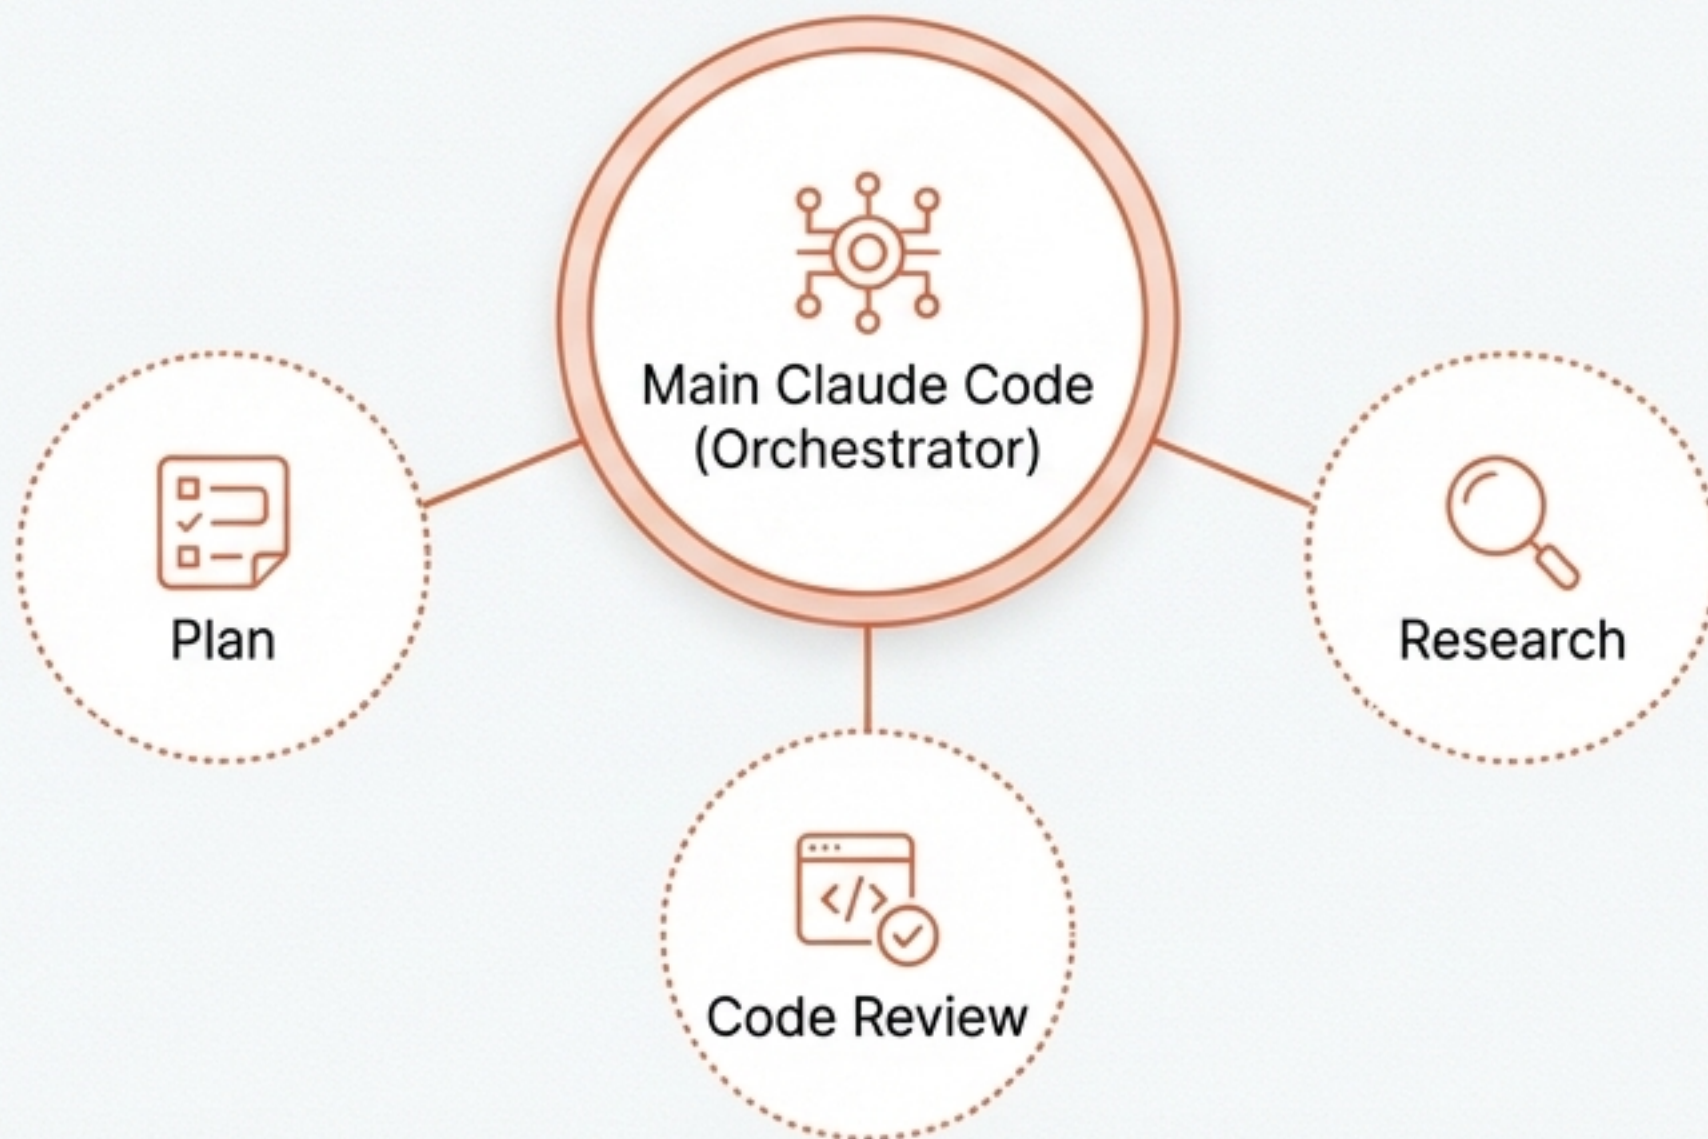 Main Claude Code
(Orchestrator)
Plan
Research
Code Review